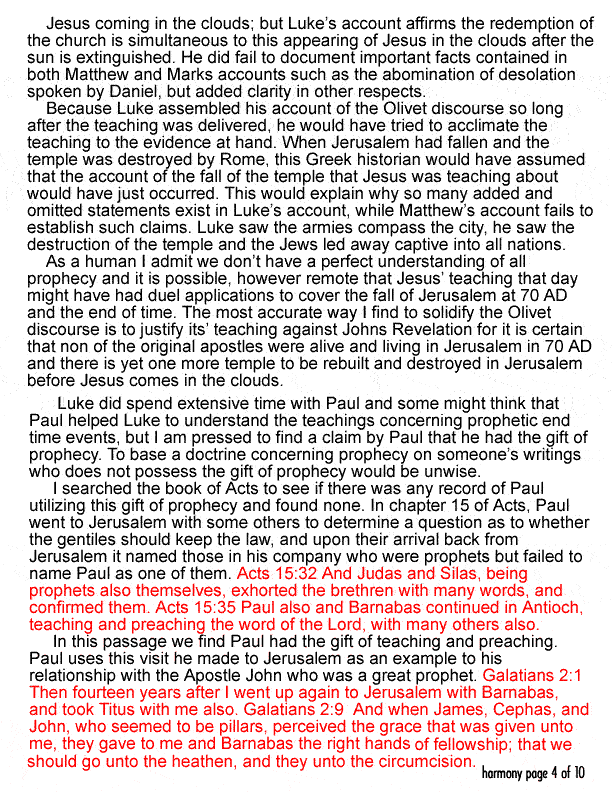 Jesus coming in the clouds; but Luke's account affirms the redemption of
the church is simultaneous to this appearing of Jesus in the clouds after the
sun is extinguished. He did fail to document important facts contained in
both Matthew and Marks accounts such as the abomination of desolation
spoken by Daniel, but added clarity in other respects.
Because Luke assembled his account of the Olivet discourse so long
after the teaching was delivered, he would have tried to acclimate the
teaching to the evidence at hand. When Jerusalem had fallen and the
temple was destroyed by Rome, this Greek historian would have assumed
that the account of the fall of the temple that Jesus was teaching about
would have just occurred. This would explain why so many added and
omitted statements exist in Luke's account, while Matthew's account fails to
establish such claims. Luke saw the armies compass the city, he saw the
destruction of the temple and the Jews led away captive into all nations.
As a human I admit we don't have a perfect understanding of all
prophecy and it is possible, however remote that Jesus' teaching that day
might have had duel applications to cover the fall of Jerusalem at 70 AD
and the end of time. The most accurate way I find to solidify the Olivet
discourse is to justify its' teaching against Johns Revelation for it is certain
that non of the original apostles were alive and living in Jerusalem in 70 AD
and there is yet one more temple to be rebuilt and destroyed in Jerusalem
before Jesus comes in the clouds.
Luke did spend extensive time with Paul and some might think that
Paul helped Luke to understand the teachings concerning prophetic end
time events, but I am pressed to find a claim by Paul that he had the gift of
prophecy. To base a doctrine concerning prophecy on someone's writings
who does not possess the gift of prophecy would be unwise.
I searched the book of Acts to see if there was any record of Paul
utilizing this gift of prophecy and found none. In chapter 15 of Acts, Paul
went to Jerusalem with some others to determine a question as to whether
the gentiles should keep the law, and upon their arrival back from
Jerusalem it named those in his company who were prophets but failed to
name Paul as one of them. Acts 15:32 And Judas and Silas, being
prophets also themselves, exhorted the brethren with many words, and
confirmed them. Acts 15:35 Paul also and Barnabas continued in Antioch,
teaching and preaching the word of the Lord, with many others also.
In this passage we find Paul had the gift of teaching and preaching.
Paul uses this visit he made to Jerusalem as an example to his
relationship with the Apostle John who was a great prophet. Galatians 2:1
Then fourteen years after I went up again to Jerusalem with Barnabas,
and took Titus with me also. Galatians 2:9 And when James, Cephas, and
John, who seemed to be pillars, perceived the grace that was given unto
me, they gave to me and Barnabas the right hands of fellowship; that we
should go unto the heathen, and they unto the circumcision.
harmony page 4 of 10